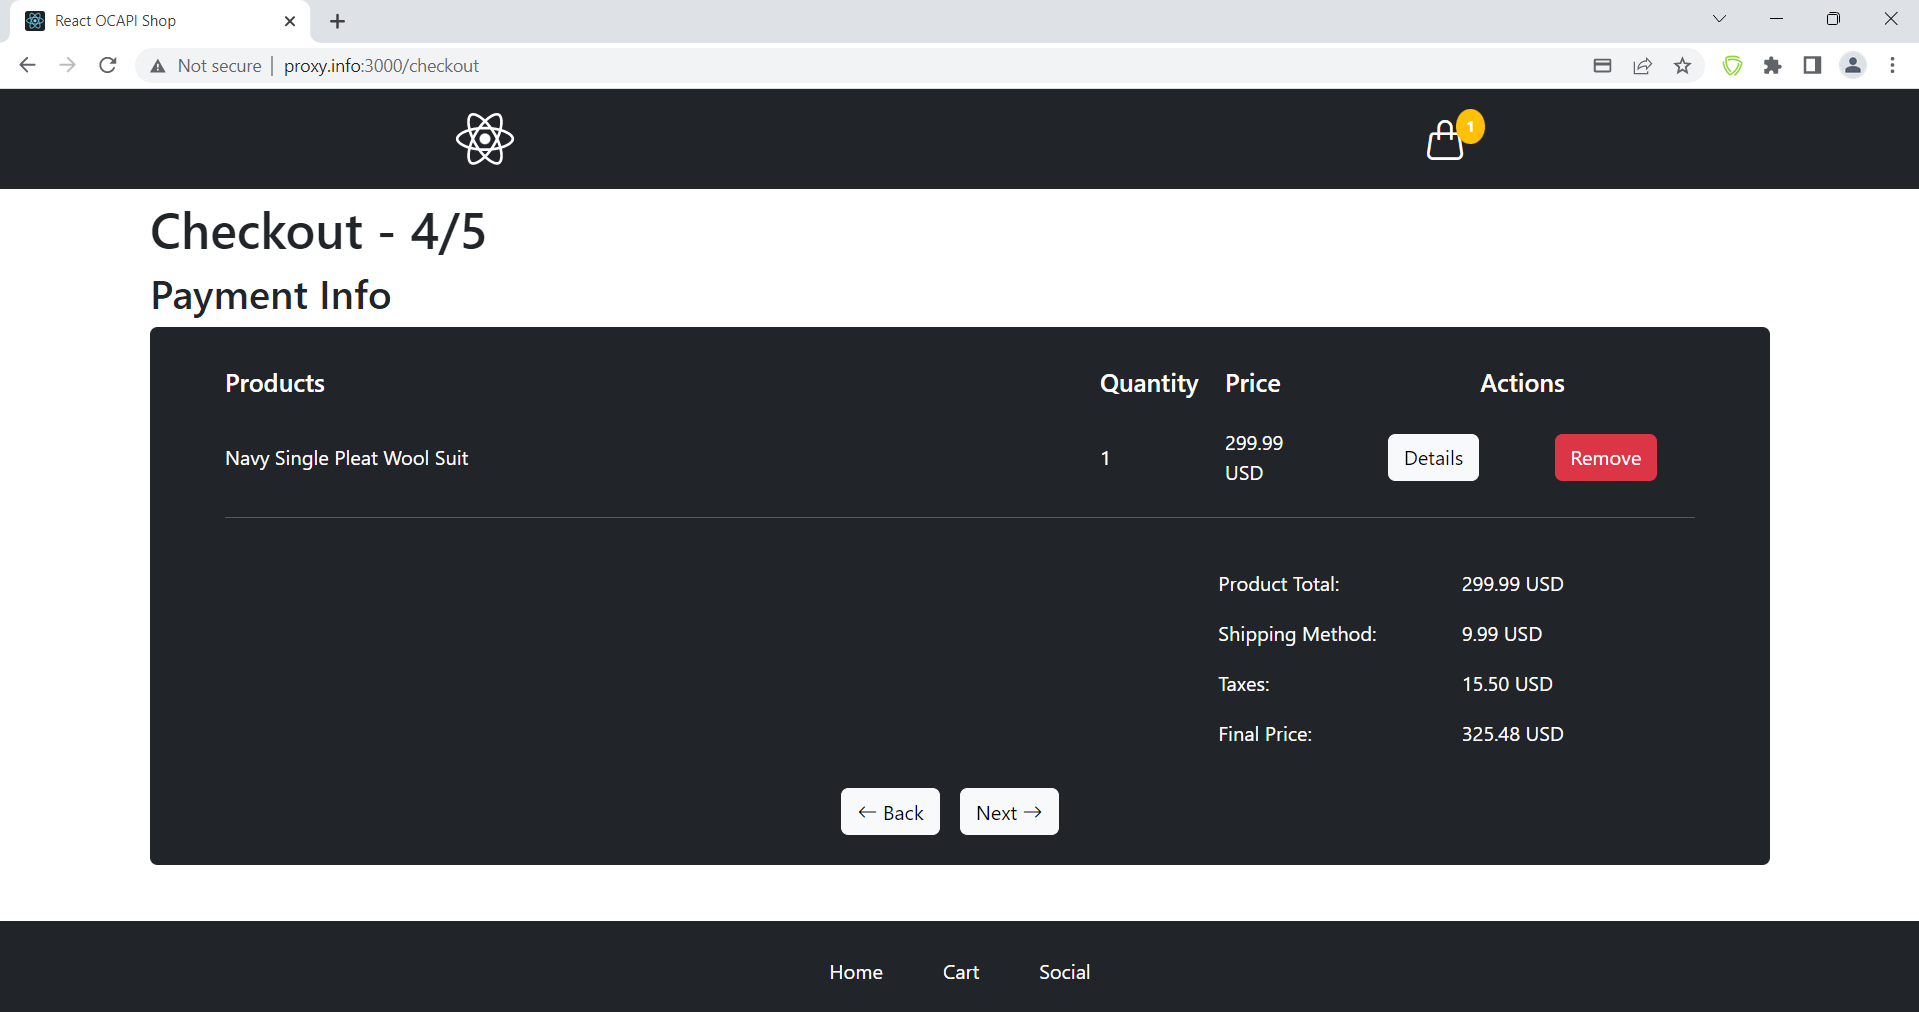 React OCAPI Shop
Not secure | proxy.info:3000/checkout
1
Checkout - 4/5
Payment Info
Products Quantity Price Actions
Navy Single Pleat Wool Suit 1 299.99 USD Details Remove
Product Total: 299.99 USD
Shipping Method: 9.99 USD
Taxes: 15.50 USD
Final Price: 325.48 USD
← Back Next →
Home Cart Social